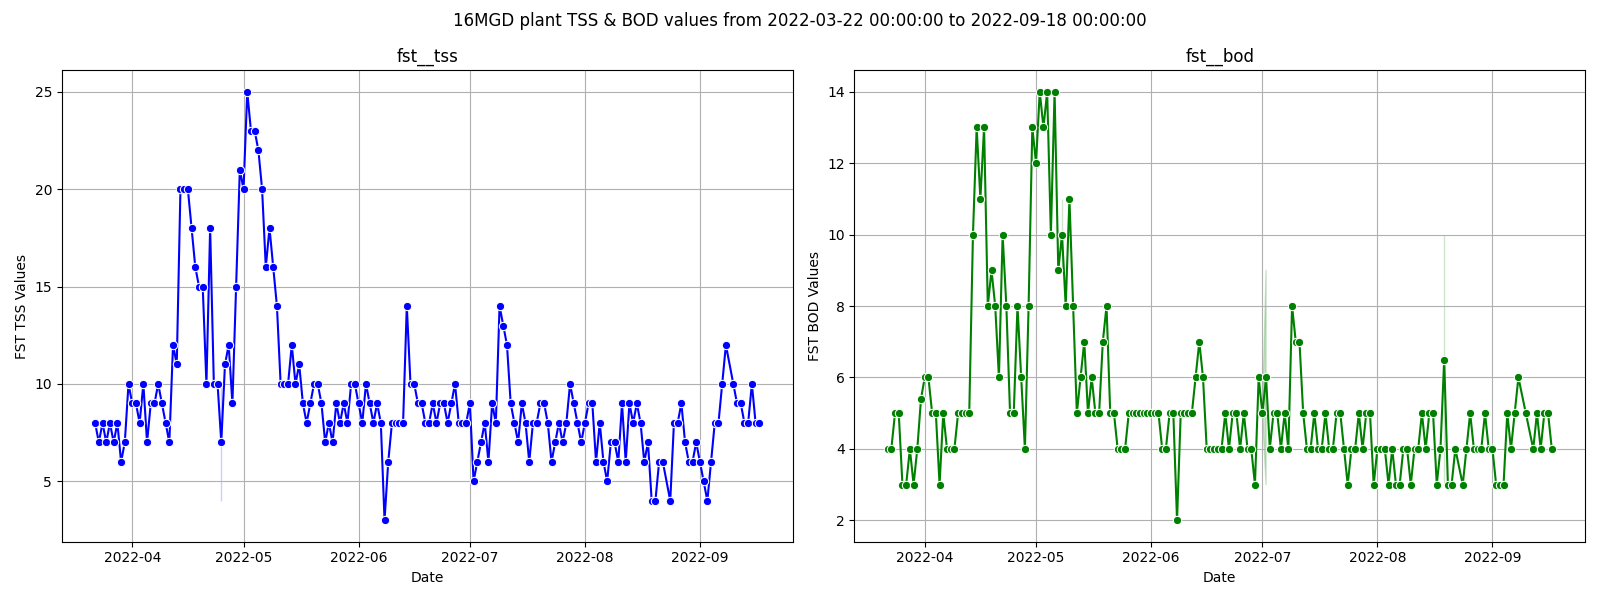 16MGD plant TSS & BOD values from 2022-03-22 00:00:00 to 2022-09-18 00:00:00
fst__tss
25
20
15
10
5
FST TSS Values
2022-04 2022-05 2022-06 2022-07 2022-08 2022-09
Date
fst__bod
14
12
10
8
6
4
2
FST BOD Values
2022-04 2022-05 2022-06 2022-07 2022-08 2022-09
Date